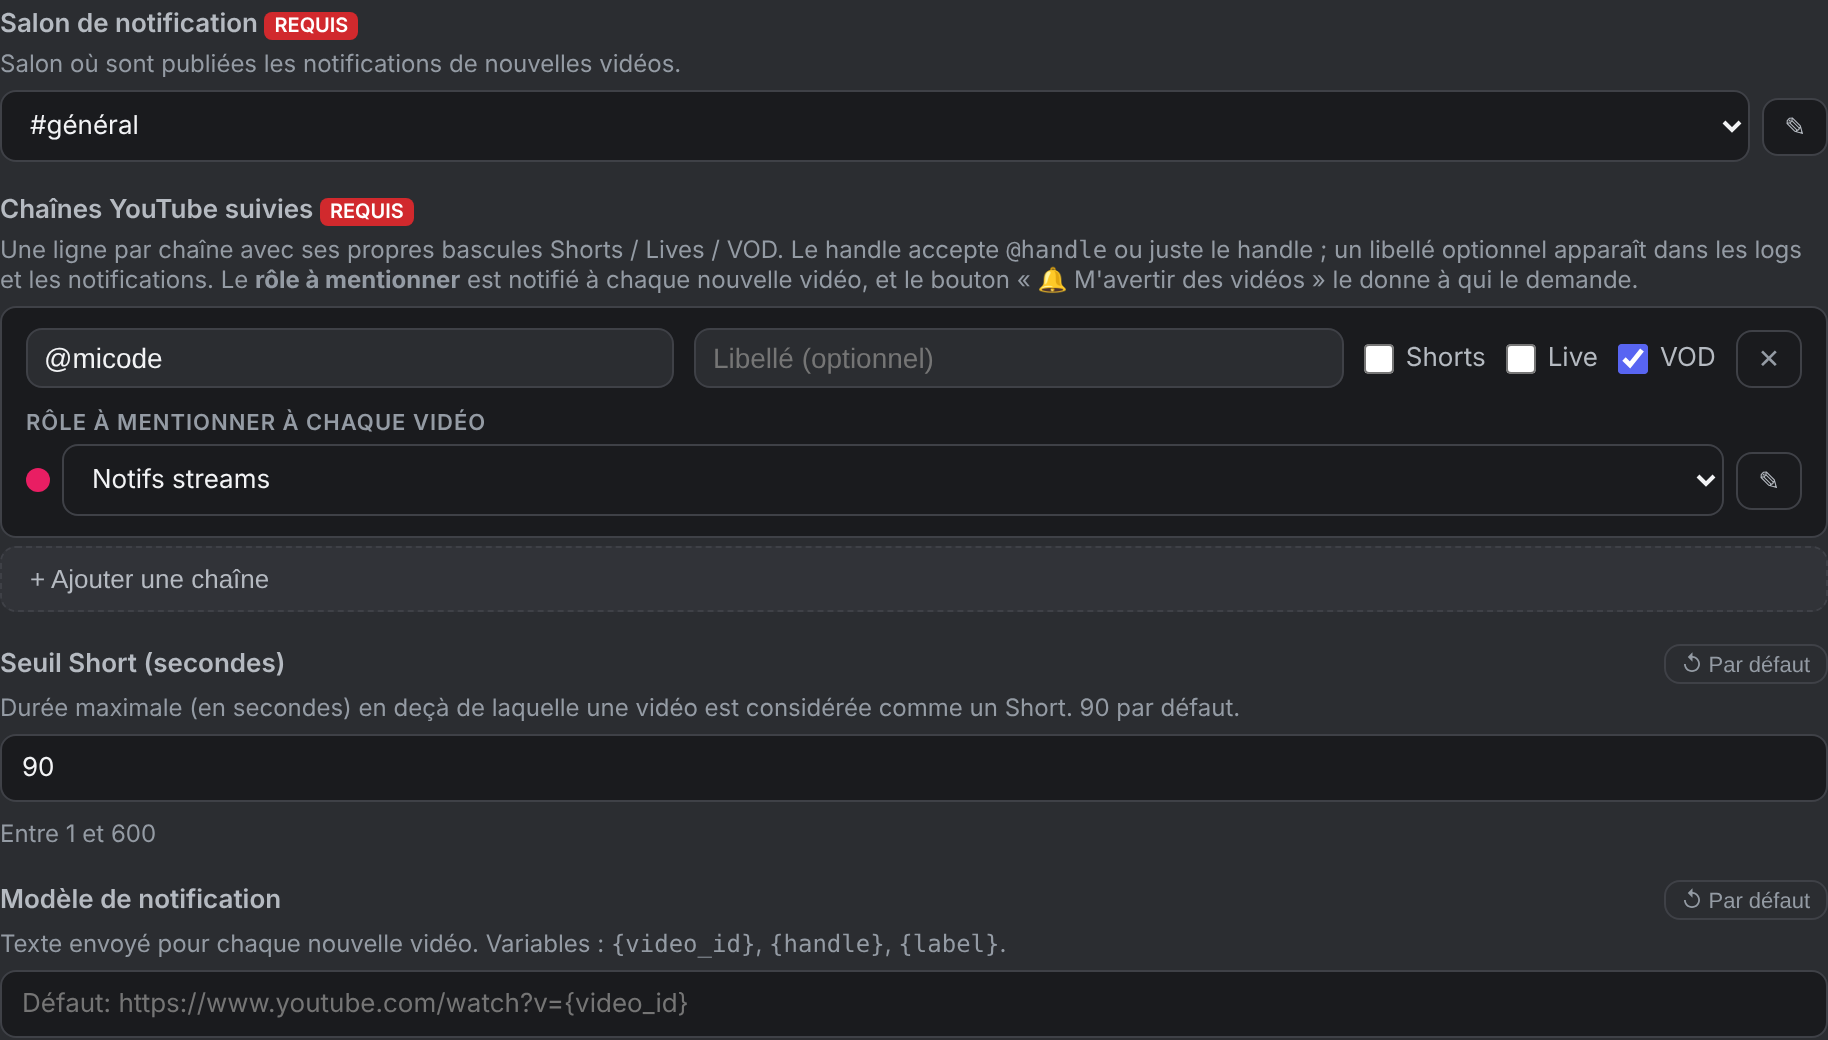 Salon de notification REQUIS
Salon où sont publiées les notifications de nouvelles vidéos.
#général
Chaînes YouTube suivies REQUIS
Une ligne par chaîne avec ses propres bascules Shorts / Lives / VOD. Le handle accepte @handle ou juste le handle ; un libellé optionnel apparaît dans les logs
et les notifications. Le rôle à mentionner est notifié à chaque nouvelle vidéo, et le bouton « 🔔 M'avertir des vidéos » le donne à qui le demande.
@micode Libellé (optionnel) Shorts Live VOD ✕
RÔLE À MENTIONNER À CHAQUE VIDÉO
Notifs streams
+ Ajouter une chaîne
Seuil Short (secondes) Par défaut
Durée maximale (en secondes) en deçà de laquelle une vidéo est considérée comme un Short. 90 par défaut.
90
Entre 1 et 600
Modèle de notification Par défaut
Texte envoyé pour chaque nouvelle vidéo. Variables : {video_id}, {handle}, {label}.
Défaut: https://www.youtube.com/watch?v={video_id}